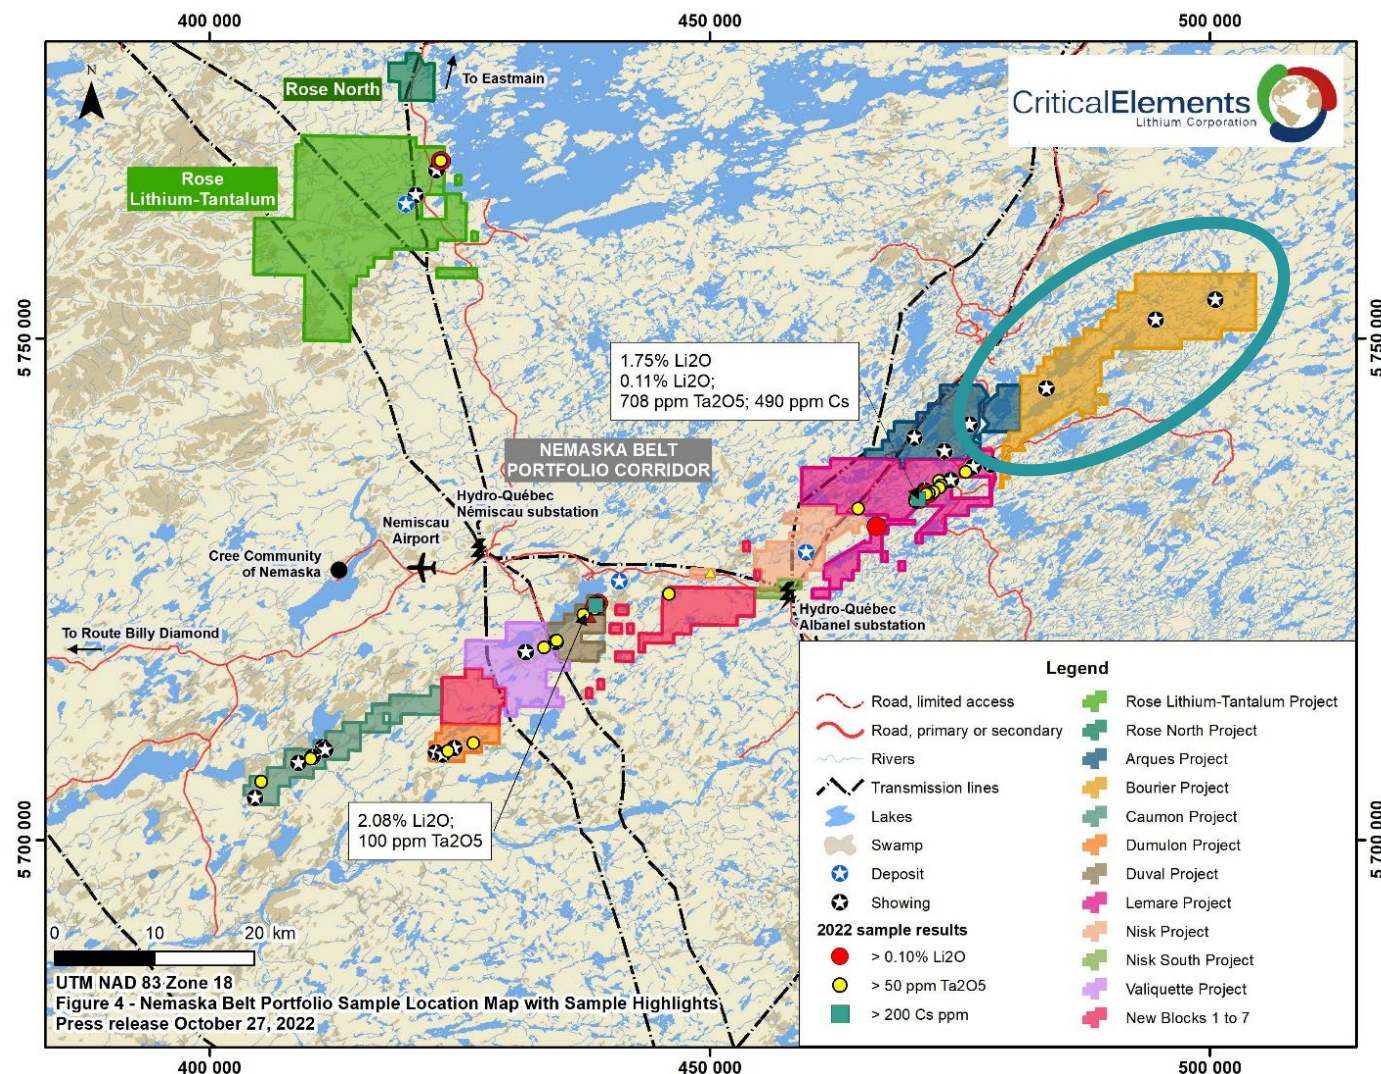 400 000
450 000
500 000
N
Rose North
To Eastmain
CriticalElements
Lithium Corporation
Rose
Lithium-Tantalum
5 750 000
5 750 000
1.75% Li2O
0.11% Li2O;
708 ppm Ta2O5; 490 ppm Cs
NEMASKA BELT
PORTFOLIO CORRIDOR
Hydro-Québec
Némiscau substation
Nemiscau
Airport
Cree Community
of Nemaska
Hydro-Québec
Albanel substation
To Route Billy Diamond
2.08% Li2O;
100 ppm Ta2O5
5 700 000
5 700 000
Legend
Road, limited access
Road, primary or secondary
Rivers
Transmission lines
Lakes
Swamp
Deposit
Showing
2022 sample results
> 0.10% Li2O
> 50 ppm Ta2O5
> 200 Cs ppm
Rose Lithium-Tantalum Project
Rose North Project
Arques Project
Bourier Project
Caumon Project
Dumulon Project
Duval Project
Lemare Project
Nisk Project
Nisk South Project
Valiquette Project
New Blocks 1 to 7
0 10 20 km
UTM NAD 83 Zone 18
Figure 4 - Nemaska Belt Portfolio Sample Location Map with Sample Highlights
Press release October 27, 2022
400 000
450 000
500 000